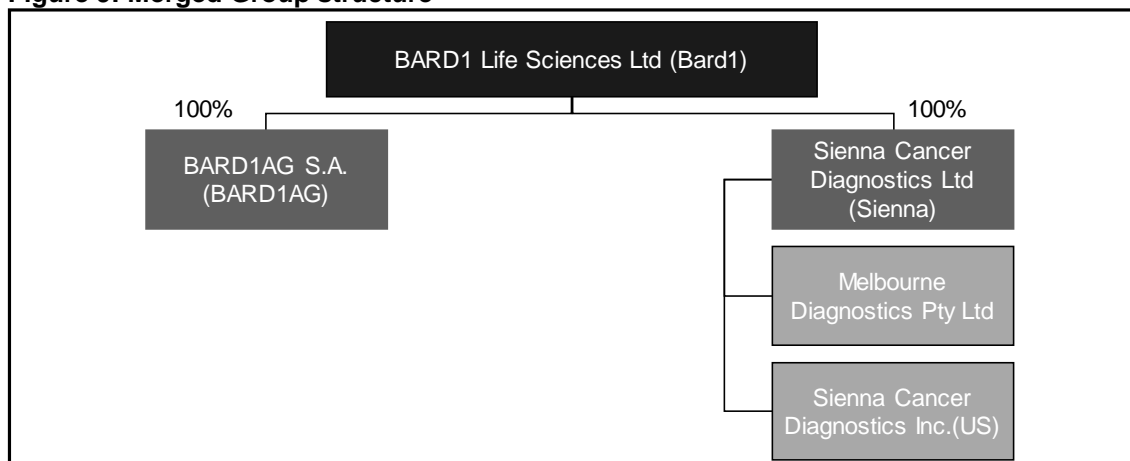 Merged Group structure
BARD1 Life Sciences Ltd (Bard1)
100%
100%
BARD1AG S.A.
(BARD1AG)
Sienna Cancer
Diagnostics Ltd
(Sienna)
Melbourne
Diagnostics Pty Ltd
Sienna Cancer
Diagnostics Inc.(US)